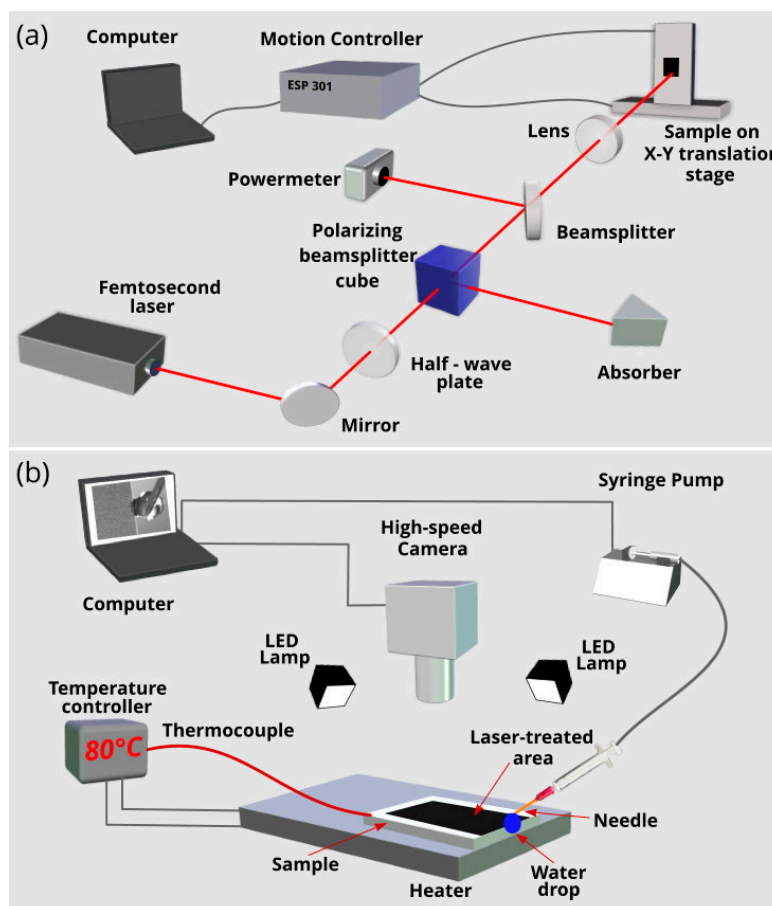 (a)
Computer
Motion Controller
ESP 301
Lens
Sample on
X-Y translation
stage
Powermeter
Beamsplitter
Polarizing
beamsplitter
cube
Femtosecond
laser
Half - wave
plate
Absorber
Mirror
(b)
Syringe Pump
High-speed
Camera
Computer
LED
Lamp
LED
Lamp
Temperature
controller
80°C
Thermocouple
Laser-treated
area
Needle
Sample
Water
drop
Heater